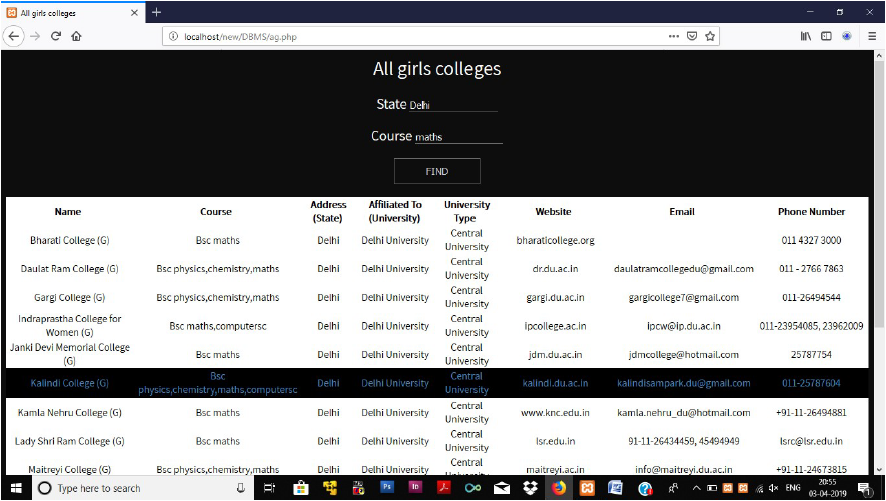 All girls colleges
localhost/new/DBMS/ag.php
All girls colleges
State Delhi
Course maths
FIND
Name Course Address (State) Affiliated To (University) University Type Website Email Phone Number
Bharati College (G) Bsc maths Delhi Delhi University Central University bharaticollege.org 011 4327 3000
Daulat Ram College (G) Bsc physics,chemistry,maths Delhi Delhi University Central University dr.du.ac.in daulatramcollegedu@gmail.com 011 - 2766 7863
Gargi College (G) Bsc physics,chemistry,maths Delhi Delhi University Central University gargi.du.ac.in gargicollege7@gmail.com 011-26494544
Indraprastha College for Women (G) Bsc maths,computersc Delhi Delhi University Central University ipcollege.ac.in ipcw@ip.du.ac.in 011-23954085, 23962009
Janki Devi Memorial College (G) Bsc maths Delhi Delhi University Central University jdm.du.ac.in jdmcollege@hotmail.com 25787754
Kalindi College (G) Bsc physics,chemistry,maths,computersc Delhi Delhi University Central University kalindi.du.ac.in kalindisampark.du@gmail.com 011-25787604
Kamla Nehru College (G) Bsc maths Delhi Delhi University Central University www.knc.edu.in kamla.nehru_du@hotmail.com +91-11-26494881
Lady Shri Ram College (G) Bsc maths Delhi Delhi University Central University lsr.edu.in 91-11-26434459, 45494949 lsrc@lsr.edu.in
Maitreyi College (G) Bsc physics,chemistry,maths Delhi Delhi University Central University maitreyi.ac.in info@maitreyi.du.ac.in +91-11-24673815
Type here to search
ENG
20:55
03-04-2019